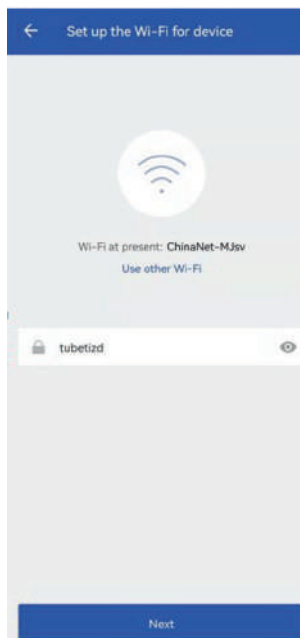 Set up the Wi-Fi for device
Wi-Fi at present: ChinaNet-MJsv
Use other Wi-Fi
tubetizd
Next